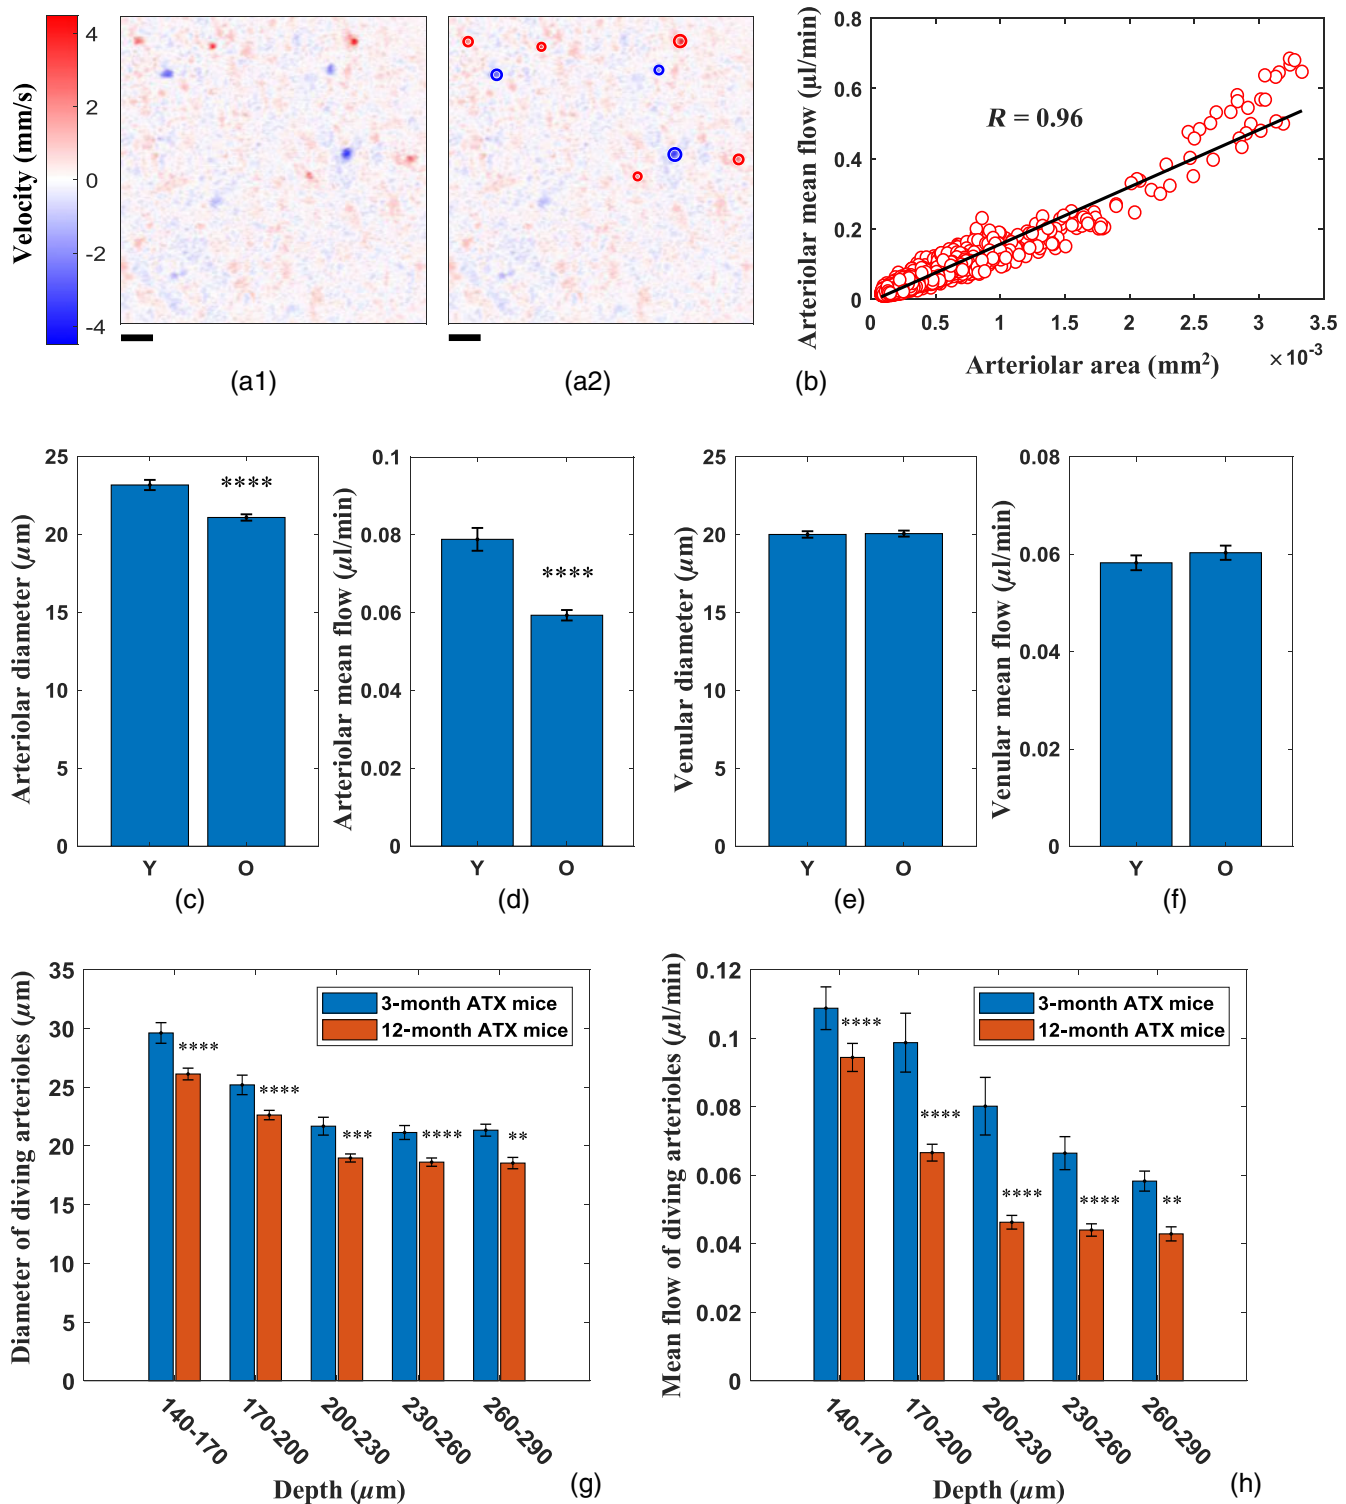 Velocity (mm/s)
4
2
0
-2
-4
(a1)
(a2)
Arteriolar mean flow (µl/min)
0.8
0.6
0.4
0.2
0
R = 0.96
0 0.5 1 1.5 2 2.5 3 3.5
Arteriolar area (mm²)
×10⁻³
(b)
Arteriolar diameter (µm)
25
20
15
10
5
0
****
Y O
(c)
Arteriolar mean flow (µl/min)
0.1
0.08
0.06
0.04
0.02
0
****
Y O
(d)
Venular diameter (µm)
25
20
15
10
5
0
Y O
(e)
Venular mean flow (µl/min)
0.08
0.06
0.04
0.02
0
Y O
(f)
Diameter of diving arterioles (µm)
35
30
25
20
15
10
5
0
3-month ATX mice
12-month ATX mice
**** **** *** **** **
140-170 170-200 200-230 230-260 260-290
Depth (µm)
(g)
Mean flow of diving arterioles (µl/min)
0.12
0.1
0.08
0.06
0.04
0.02
0
3-month ATX mice
12-month ATX mice
**** **** **** **** **
140-170 170-200 200-230 230-260 260-290
Depth (µm)
(h)